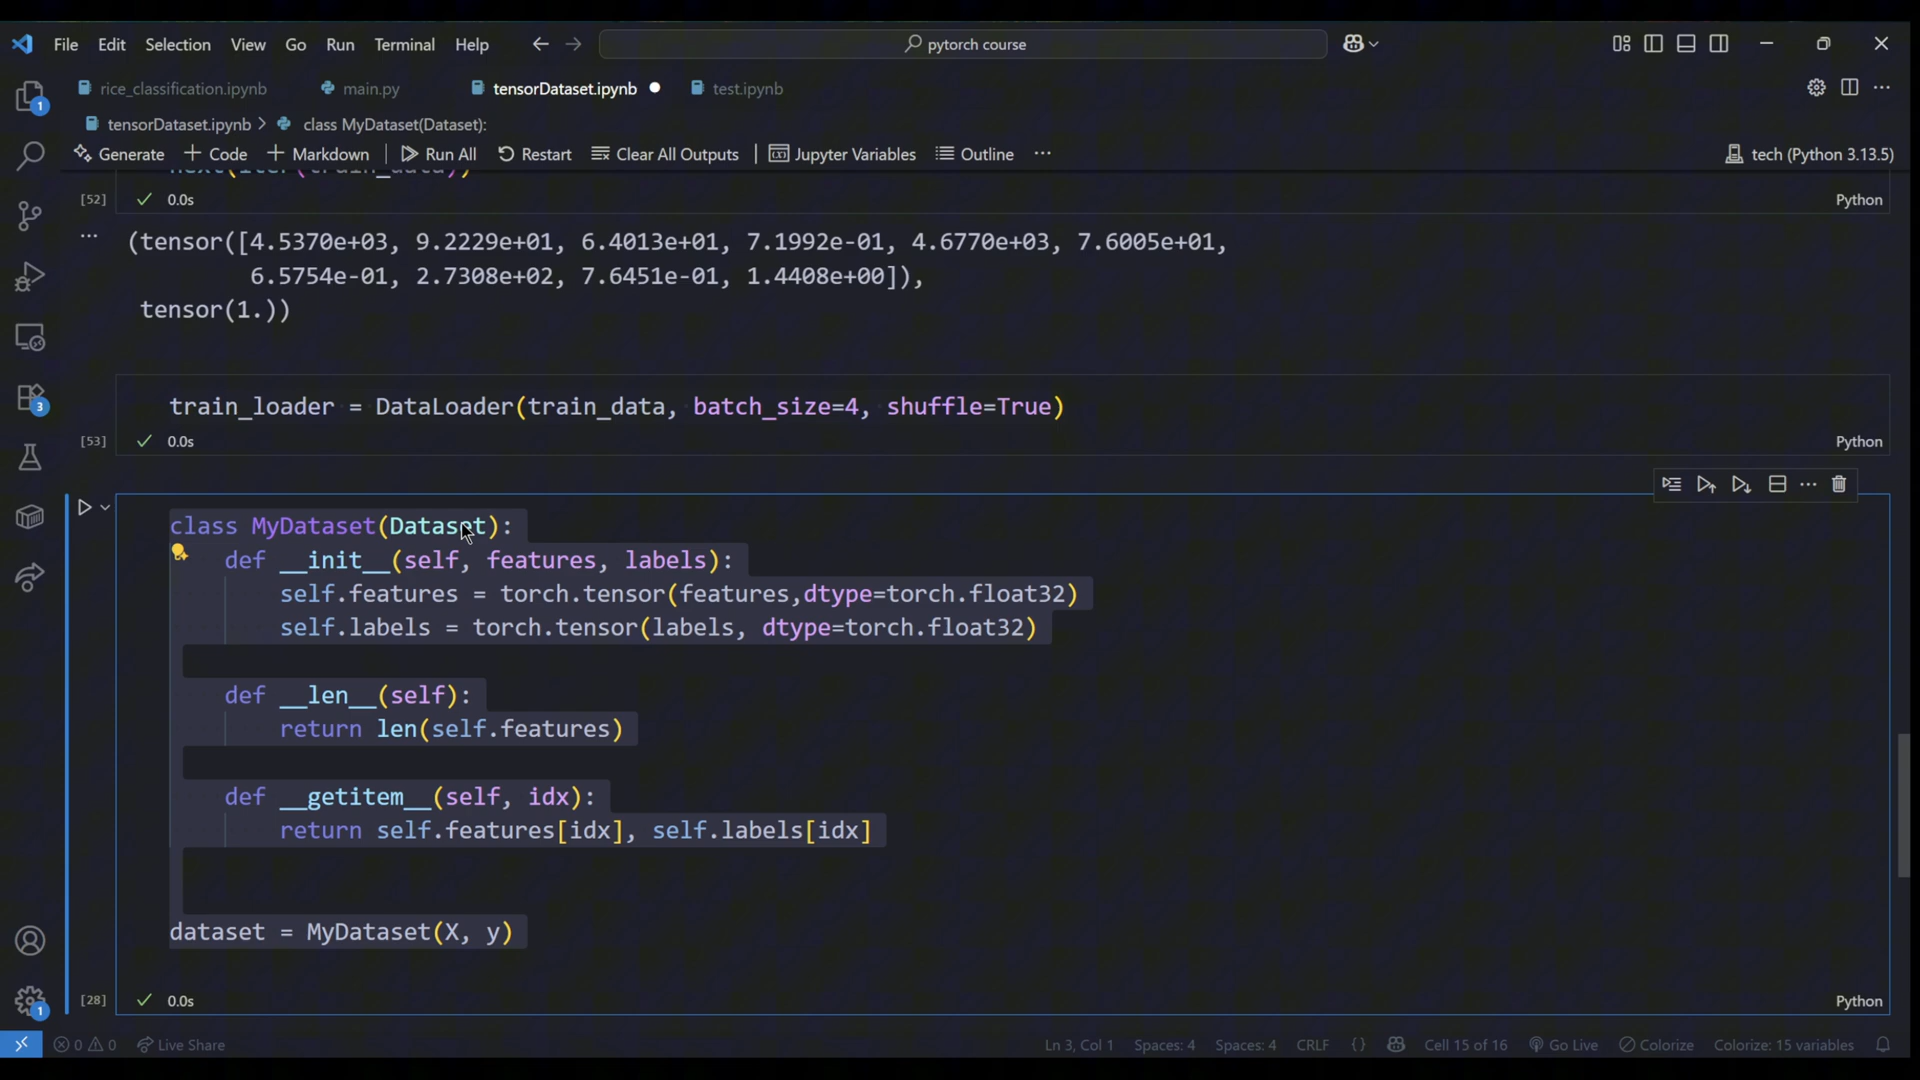 File Edit Selection View Go Run Terminal Help pytorch course
rice_classification.ipynb main.py tensorDataset.ipynb test.ipynb
tensorDataset.ipynb > class MyDataset(Dataset):
Generate + Code + Markdown | Run All Restart Clear All Outputs | Jupyter Variables Outline ... tech (Python 3.13.5)
next(iter(train_data))
[52] 0.0s Python
... (tensor([4.5370e+03, 9.2229e+01, 6.4013e+01, 7.1992e-01, 4.6770e+03, 7.6005e+01,
6.5754e-01, 2.7308e+02, 7.6451e-01, 1.4408e+00]),
tensor(1.))
train_loader = DataLoader(train_data, batch_size=4, shuffle=True)
[53] 0.0s Python
class MyDataset(Dataset):
def __init__(self, features, labels):
self.features = torch.tensor(features,dtype=torch.float32)
self.labels = torch.tensor(labels, dtype=torch.float32)
def __len__(self):
return len(self.features)
def __getitem__(self, idx):
return self.features[idx], self.labels[idx]
dataset = MyDataset(X, y)
[28] 0.0s Python
1
3
1
0 0 Live Share Ln 3, Col 1 Spaces: 4 Spaces: 4 CRLF {} Cell 15 of 16 Go Live Colorize Colorize: 15 variables